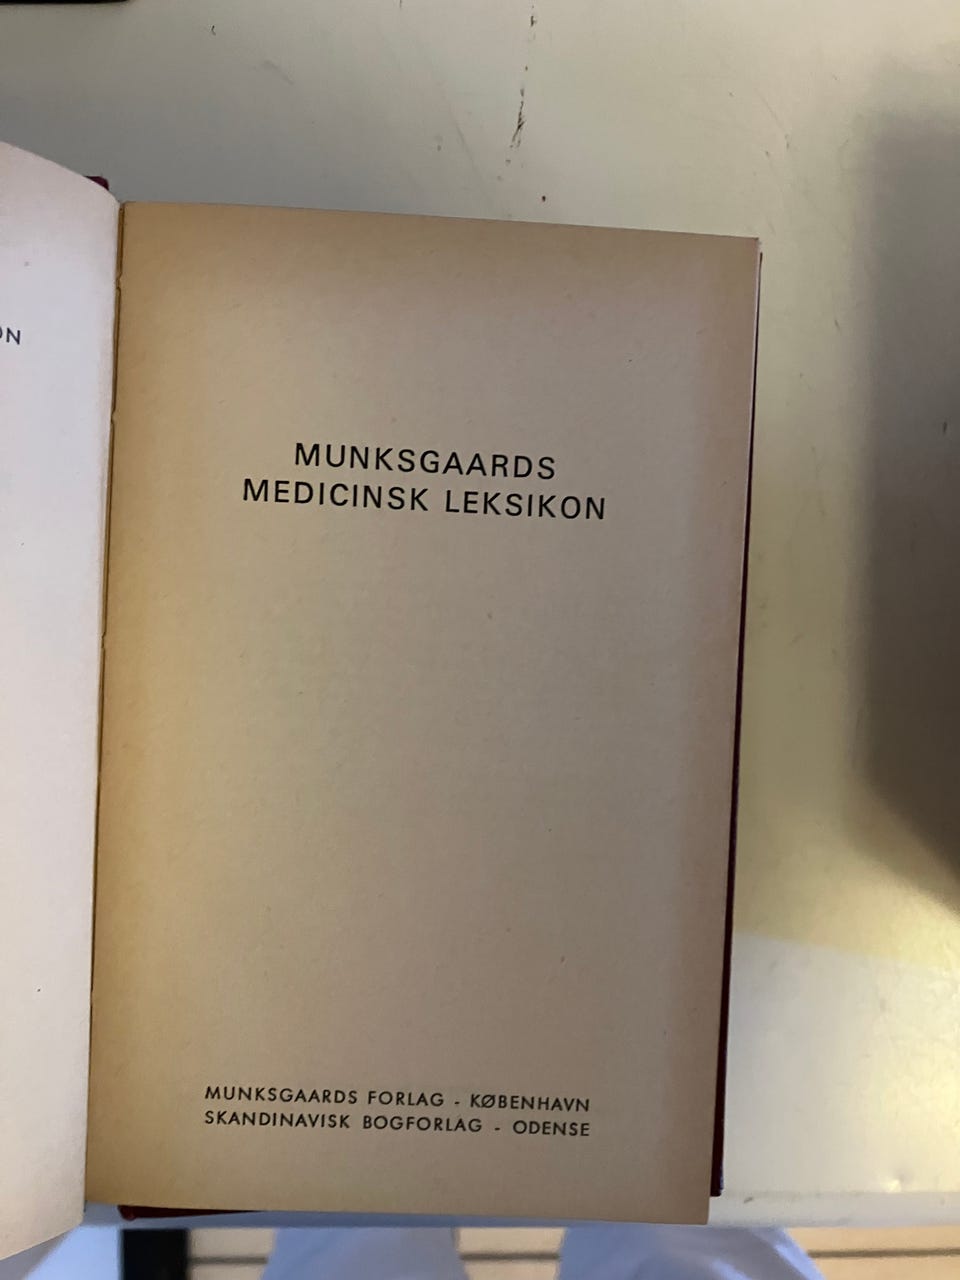 MUNKSGAARDS
MEDICINSK LEKSIKON
MUNKSGAARDS FORLAG - KØBENHAVN
SKANDINAVISK BOGFORLAG - ODENSE